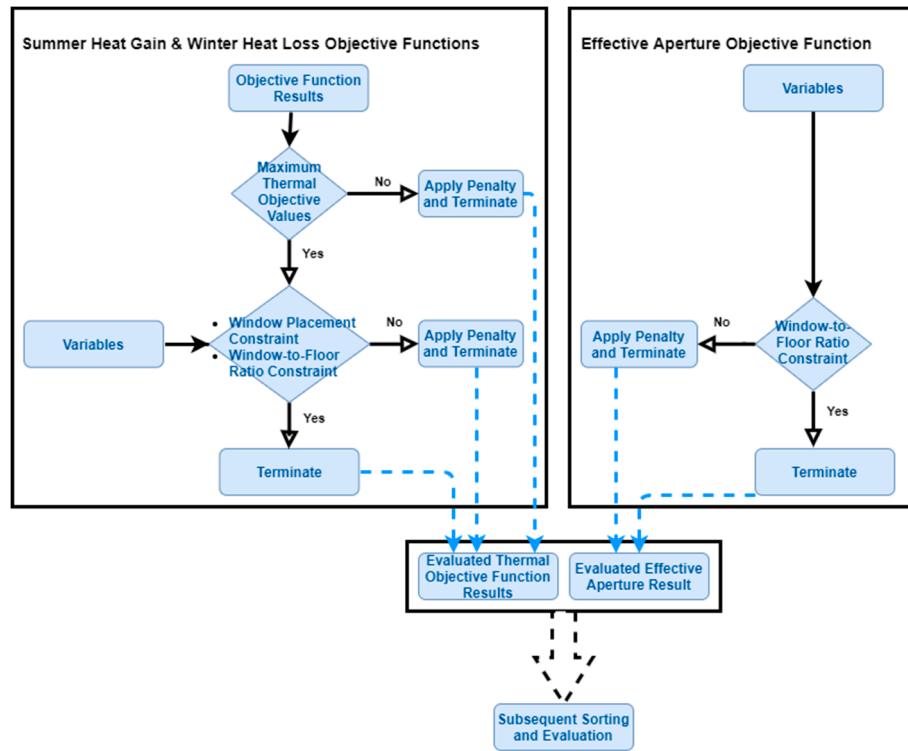 Summer Heat Gain & Winter Heat Loss Objective Functions
Objective Function
Results
Maximum
Thermal
Objective
Values
No
Apply Penalty
and Terminate
Yes
Variables
• Window Placement
Constraint
• Window-to-Floor
Ratio Constraint
No
Apply Penalty
and Terminate
Yes
Terminate
Effective Aperture Objective Function
Variables
Window-to-
Floor Ratio
Constraint
No
Apply Penalty
and Terminate
Yes
Terminate
Evaluated Thermal
Objective Function
Results
Evaluated Effective
Aperture Result
Subsequent Sorting
and Evaluation